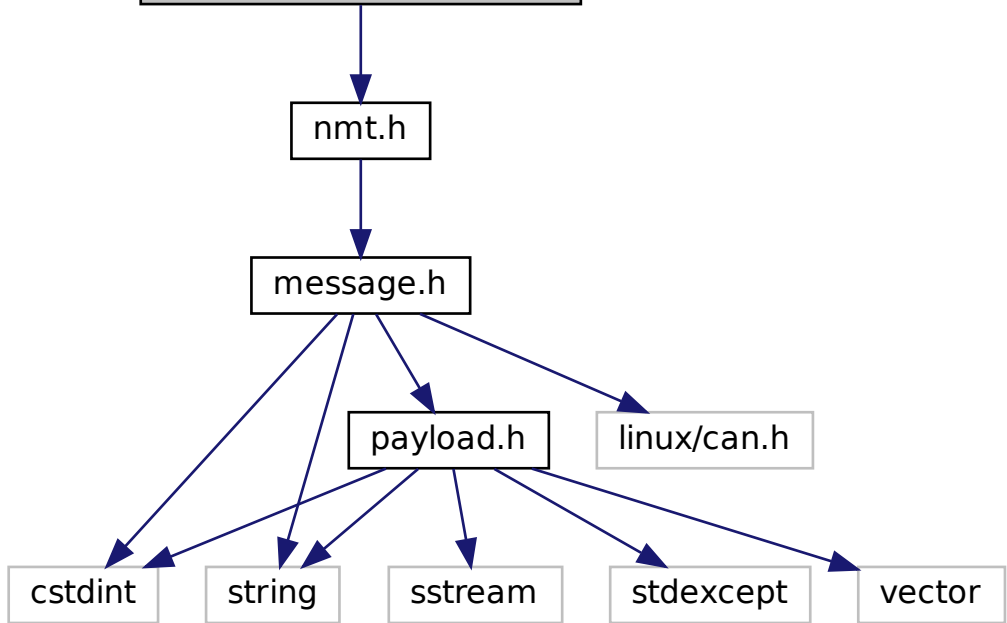 nmt.h
message.h
payload.h
linux/can.h
cstdint
string
sstream
stdexcept
vector